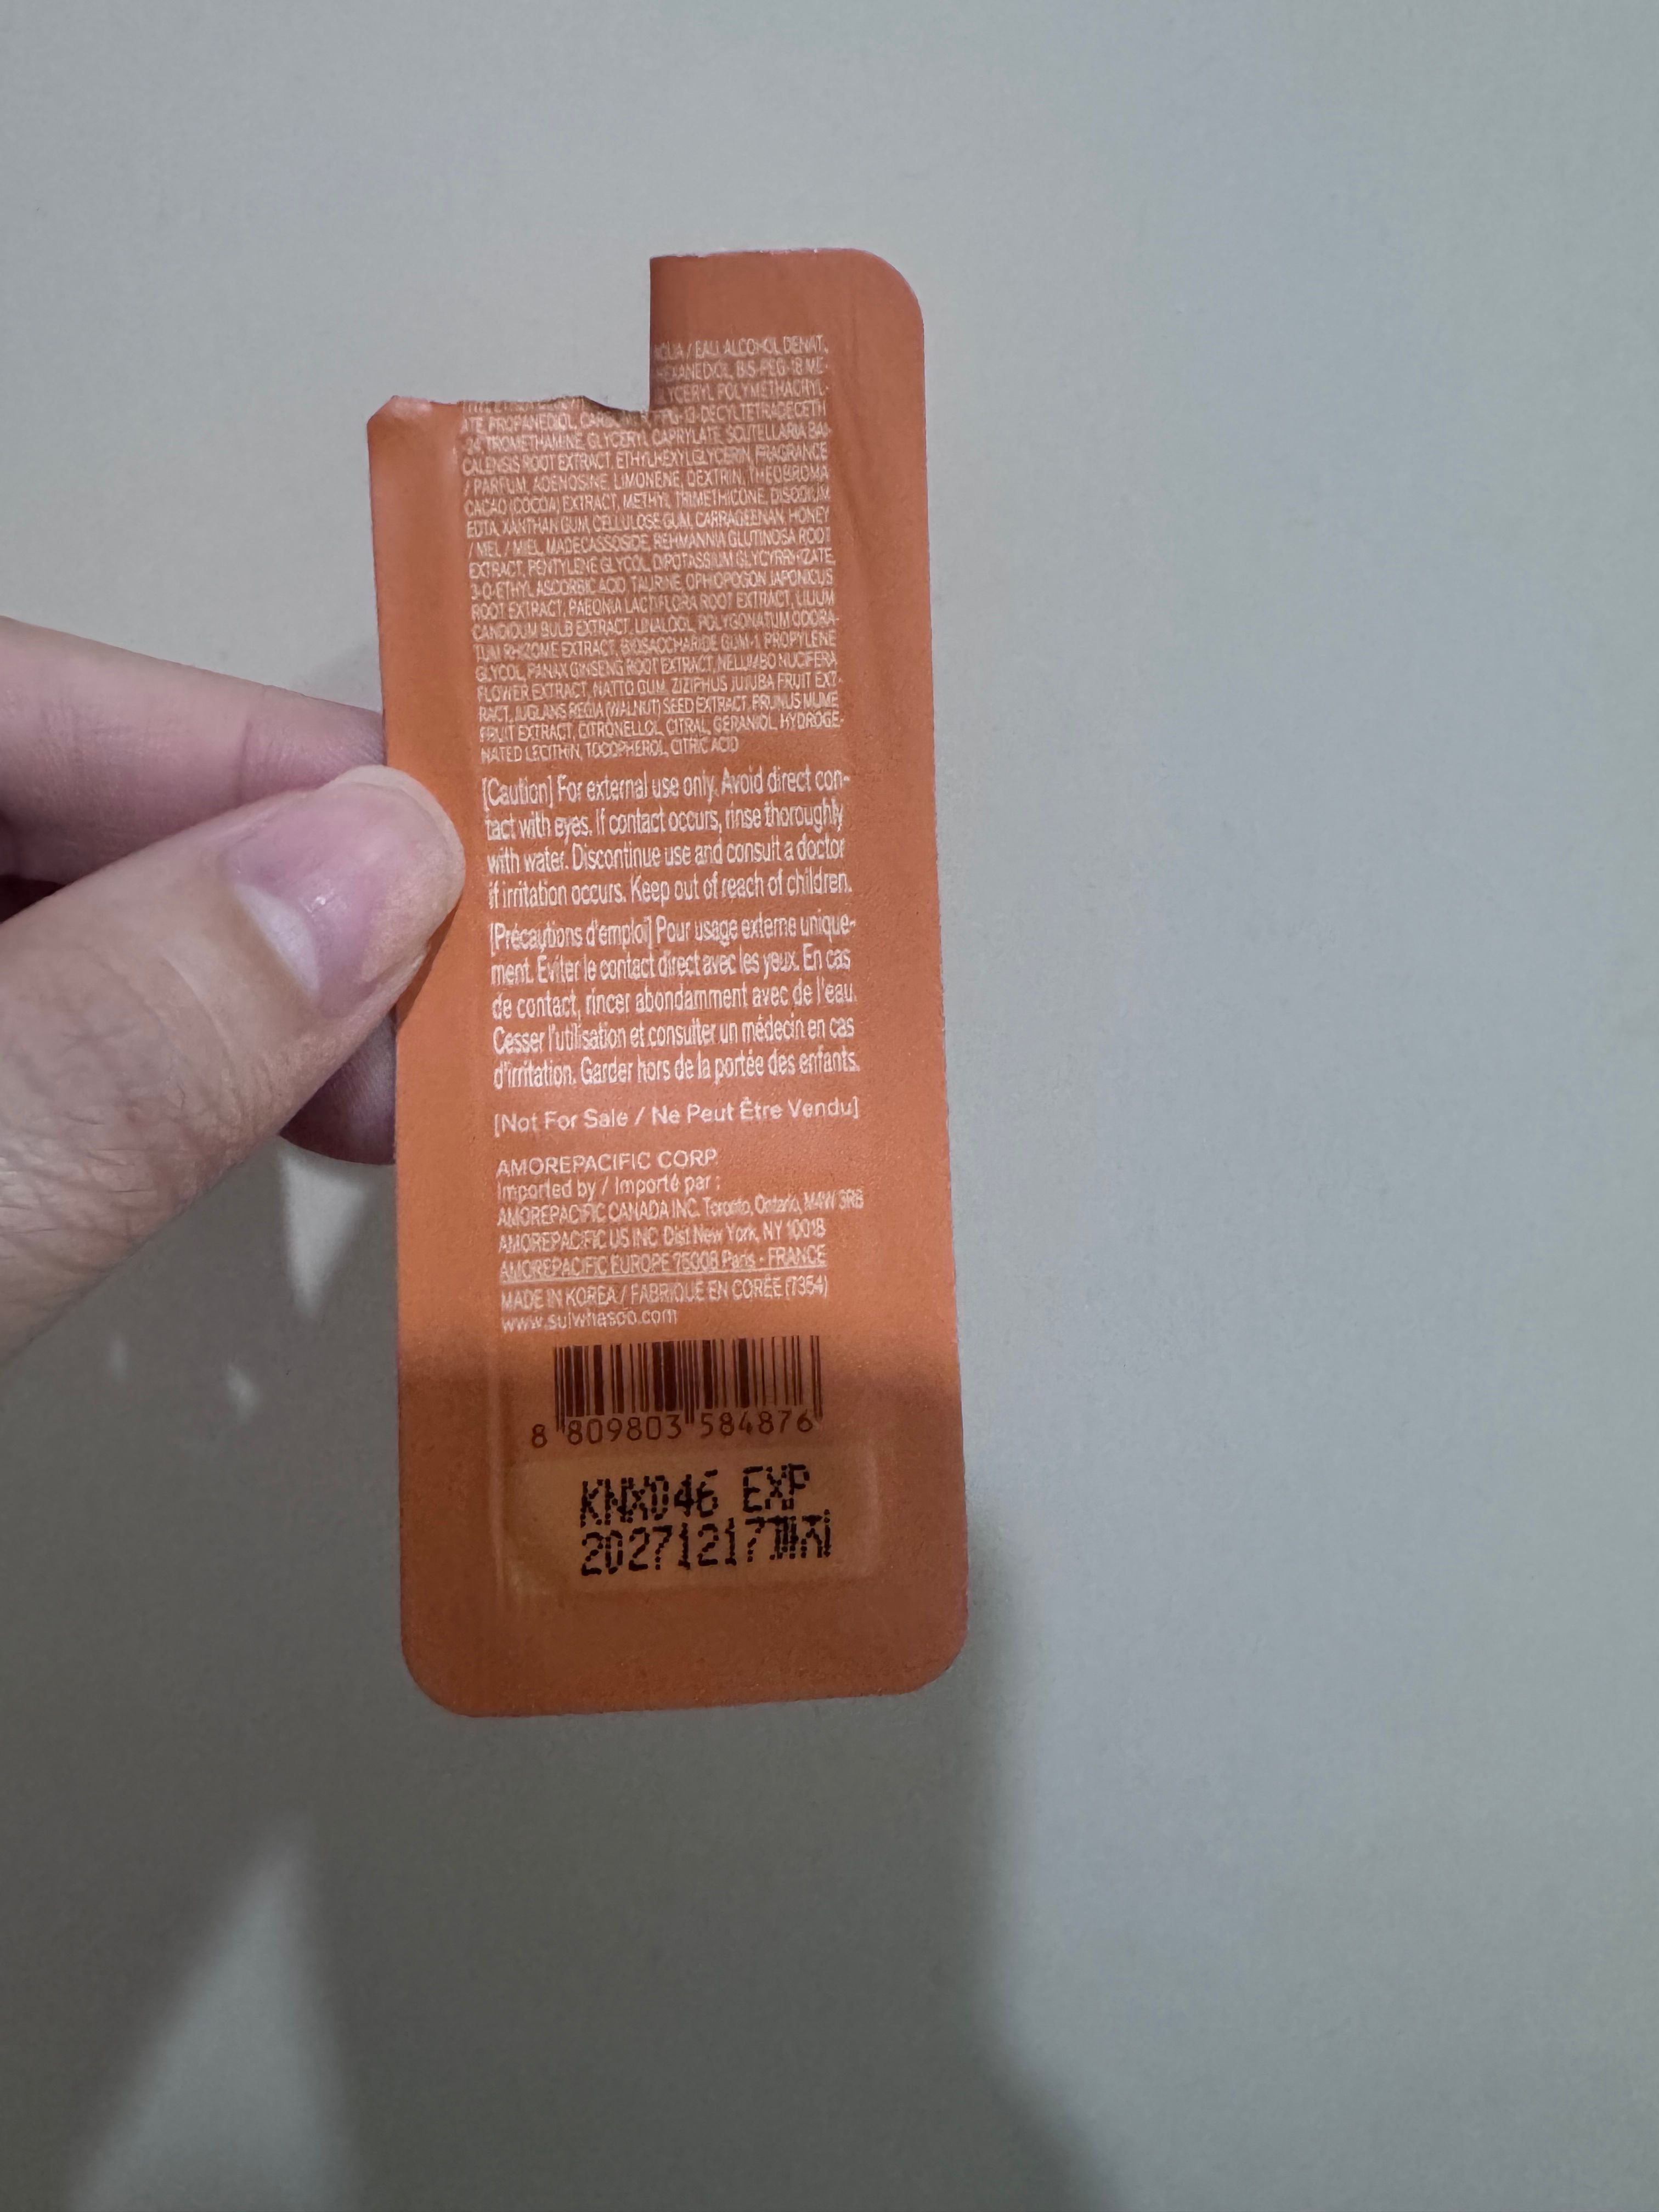 AQUA / EAU, ALCOHOL DENAT.,
HEXANEDIOL, BIS-PEG-18 ME-
GLYCERYL POLYMETHACRYL-
ATE, PROPANEDIOL, PPG-13-DECYLTETRADECETH
-24, TROMETHAMINE, GLYCERYL CAPRYLATE, SCUTELLARIA BAI-
CALENSIS ROOT EXTRACT, ETHYLHEXYLGLYCERIN, FRAGRANCE
/ PARFUM, ADENOSINE, LIMONENE, DEXTRIN, THEOBROMA
CACAO (COCOA) EXTRACT, METHYL TRIMETHICONE, DISODIUM
EDTA, XANTHAN GUM, CELLULOSE GUM, CARRAGEENAN, HONEY
/ MEL / MIEL, MADECASSOSIDE, REHMANNIA GLUTINOSA ROOT
EXTRACT, PENTYLENE GLYCOL, DIPOTASSIUM GLYCYRRHIZATE,
3-O-ETHYL ASCORBIC ACID, TAURINE, OPHIOPOGON JAPONICUS
ROOT EXTRACT, PAEONIA LACTIFLORA ROOT EXTRACT, LILIUM
CANDIDUM BULB EXTRACT, LINALOOL, POLYGONATUM ODORA-
TUM RHIZOME EXTRACT, BIOSACCHARIDE GUM-1 PROPYLENE
GLYCOL, PANAX GINSENG ROOT EXTRACT, NELUMBO NUCIFERA
FLOWER EXTRACT, NATTO GUM, ZIZIPHUS JUJUBA FRUIT EXT-
RACT, JUGLANS REGIA (WALNUT) SEED EXTRACT, PRUNUS MUME
FRUIT EXTRACT, CITRONELLOL, CITRAL, GERANIOL, HYDROGE-
NATED LECITHIN, TOCOPHEROL, CITRIC ACID
[Caution] For external use only. Avoid direct con-
tact with eyes. If contact occurs, rinse thoroughly
with water. Discontinue use and consult a doctor
if irritation occurs. Keep out of reach of children.
[Précautions d'emploi] Pour usage externe unique-
ment. Éviter le contact direct avec les yeux. En cas
de contact, rincer abondamment avec de l'eau.
Cesser l'utilisation et consulter un médecin en cas
d'irritation. Garder hors de la portée des enfants.
[Not For Sale / Ne Peut Être Vendu]
AMOREPACIFIC CORP.
Imported by / Importé par :
AMOREPACIFIC CANADA INC. Toronto, Ontario, M4W 3R8
AMOREPACIFIC US INC Dist New York, NY 10018
AMOREPACIFIC EUROPE 75008 Paris - FRANCE
MADE IN KOREA / FABRIQUÉ EN CORÉE (7354)
www.sulwhasoo.com
8 809803 584876
KNX046 EXP
20271217까지